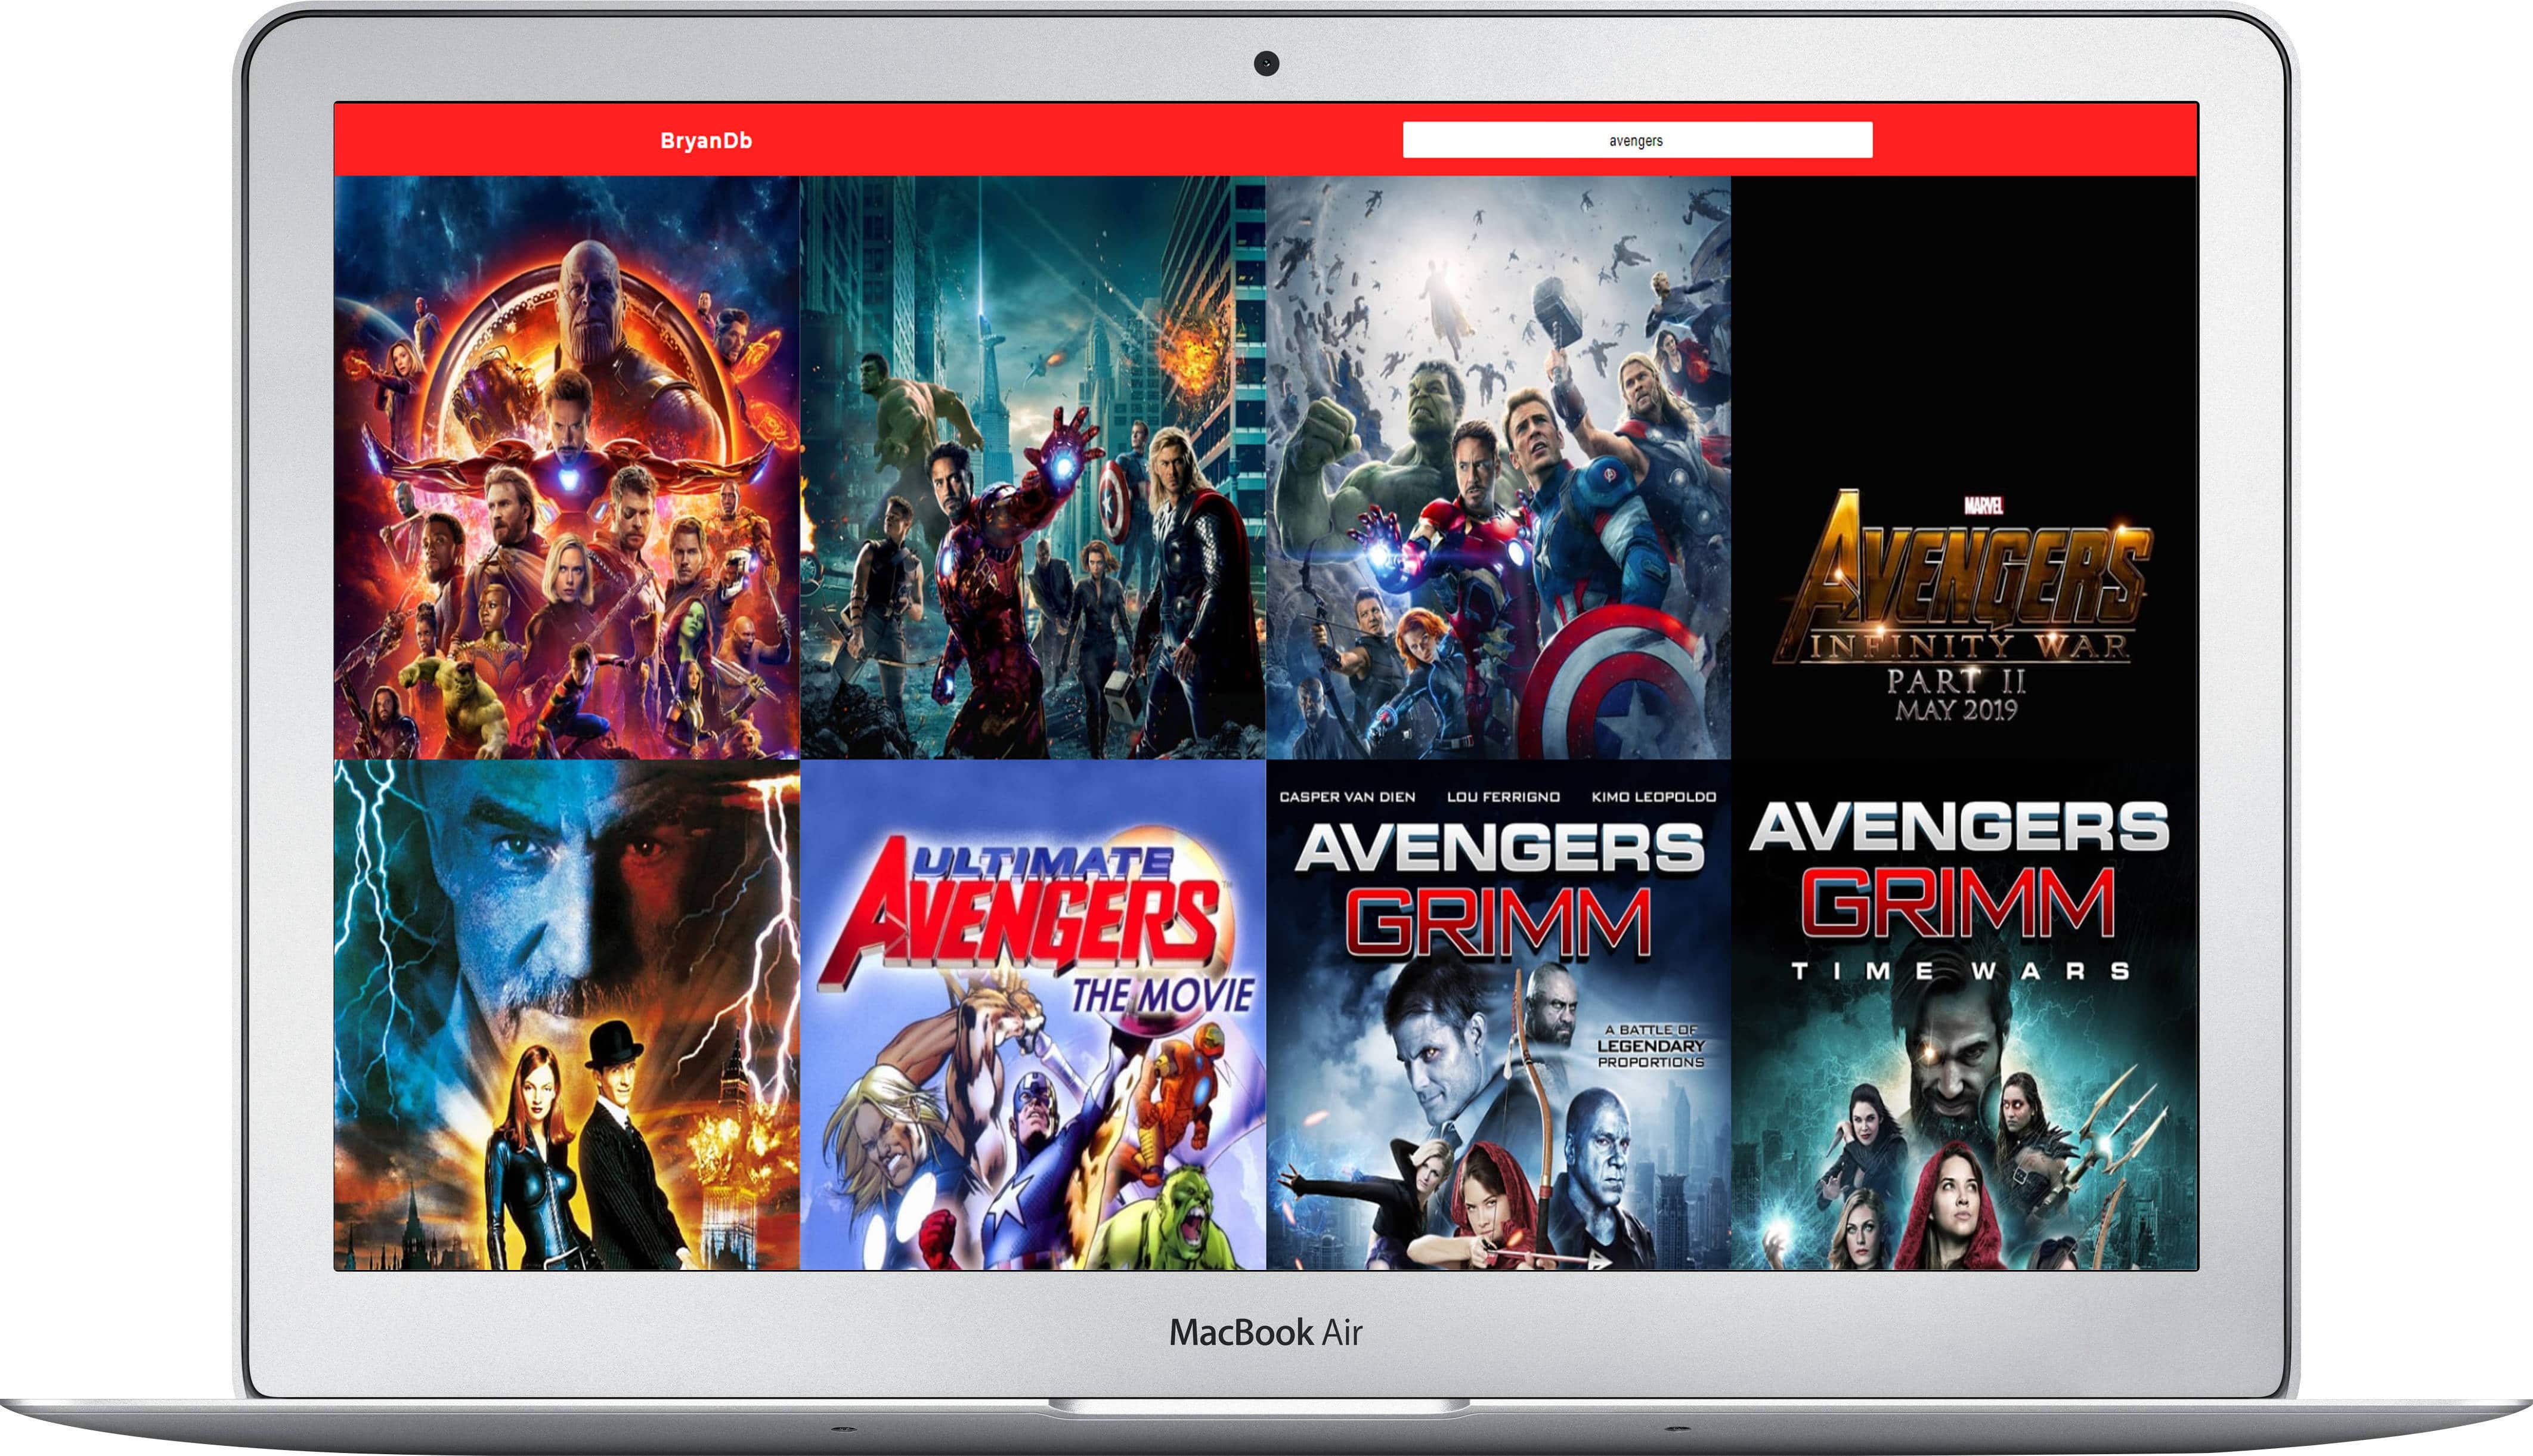 BryanDb
avengers
MARVEL
AVENGERS
INFINITY WAR
PART II
MAY 2019
ULTIMATE
AVENGERS
THE MOVIE
CASPER VAN DIEN LOU FERRIGNO KIMO LEOPOLDO
AVENGERS
GRIMM
A BATTLE OF
LEGENDARY
PROPORTIONS
AVENGERS
GRIMM
TIME WARS
MacBook Air